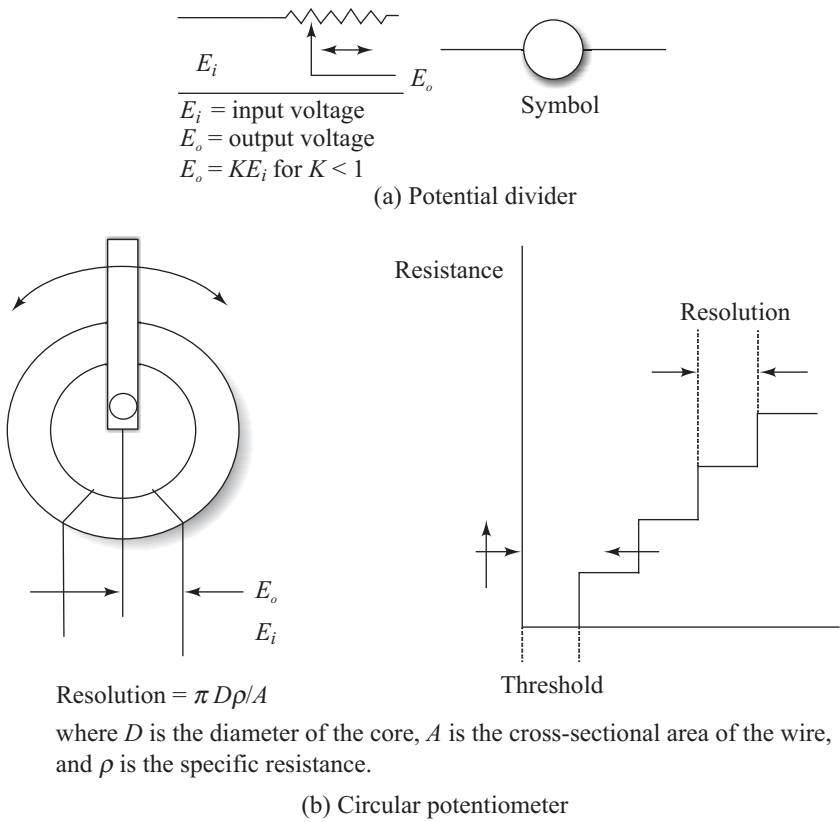 E_i
E_o
Symbol
E_i = input voltage
E_o = output voltage
E_o = KE_i for K < 1
(a) Potential divider
Resistance
Resolution
E_o
E_i
Threshold
Resolution = π Dρ/A
where D is the diameter of the core, A is the cross-sectional area of the wire,
and ρ is the specific resistance.
(b) Circular potentiometer